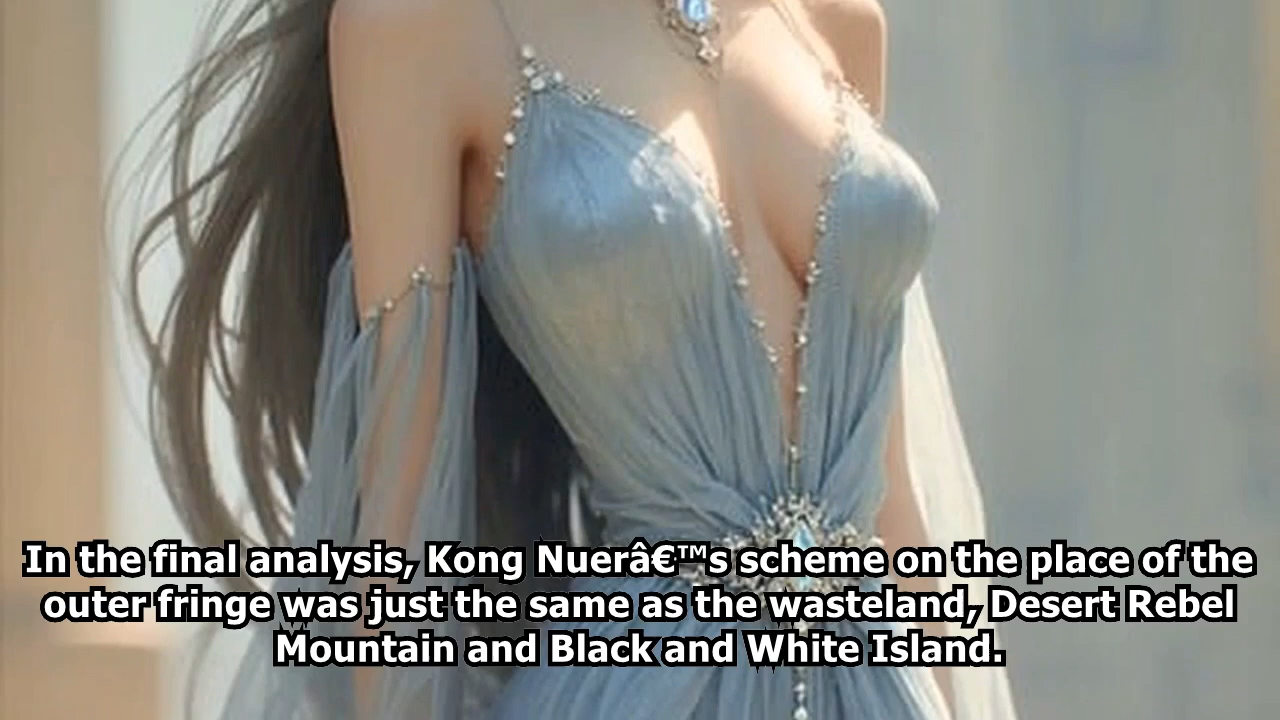 In the final analysis, Kong Nuerâ€™s scheme on the place of the
outer fringe was just the same as the wasteland, Desert Rebel
Mountain and Black and White Island.